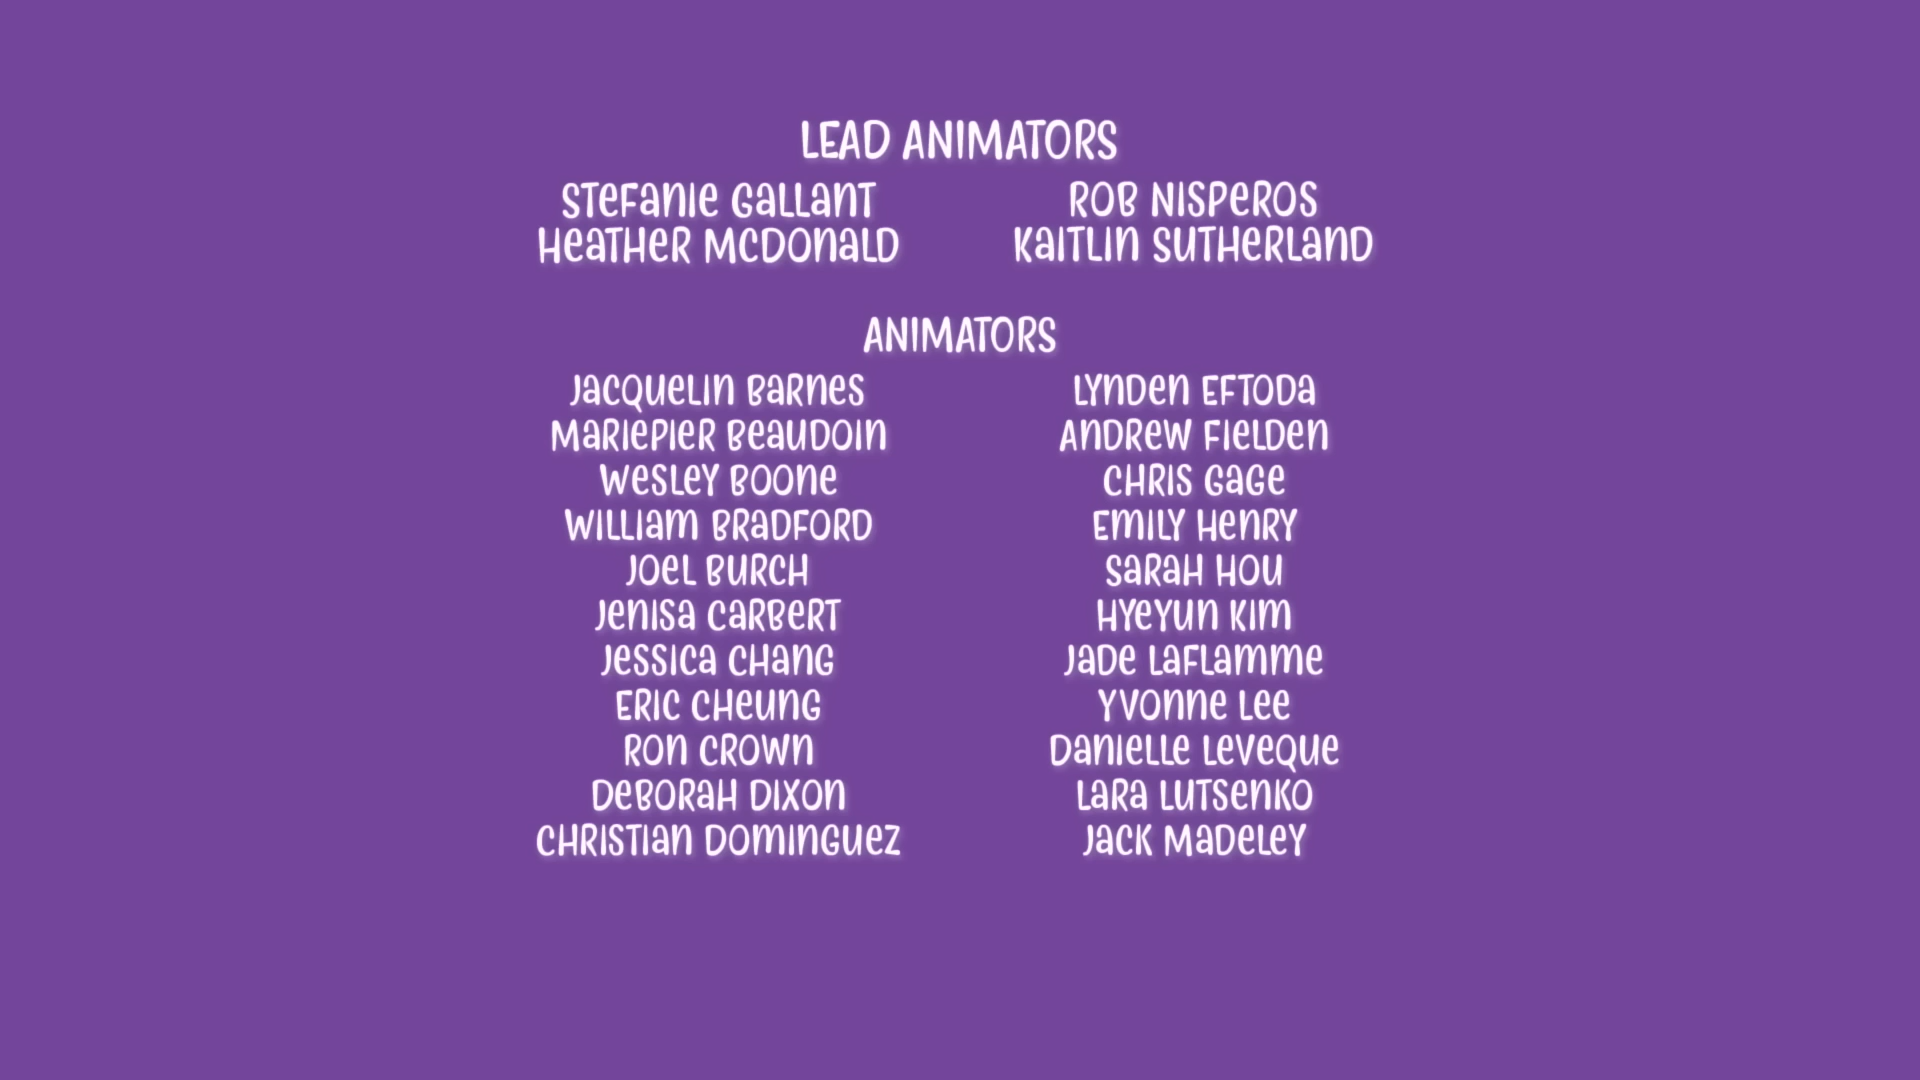 LEAD ANIMATORS
STEFANIE GALLANT
HEATHER MCDONALD
ROB NISPEROS
KAITLIN SUTHERLAND
ANIMATORS
JACQUELIN BARNES
MARIEPIER BEAUDOIN
WESLEY BOONE
WILLIAM BRADFORD
JOEL BURCH
JENISA CARBERT
JESSICA CHANG
ERIC CHEUNG
RON CROWN
DEBORAH DIXON
CHRISTIAN DOMINGUEZ
LYNDEN EFTODA
ANDREW FIELDEN
CHRIS GAGE
EMILY HENRY
SARAH HOU
HYEYUN KIM
JADE LAFLAMME
YVONNE LEE
DANIELLE LEVEQUE
LARA LUTSENKO
JACK MADELEY